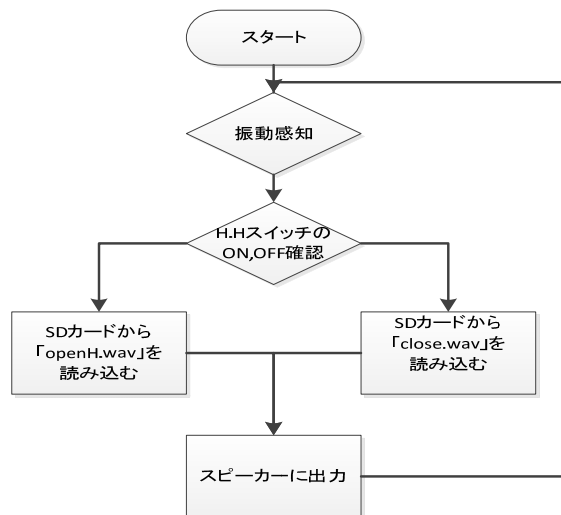 スタート
振動感知
H.Hスイッチの
ON,OFF確認
SDカードから
「openH.wav」を
読み込む
SDカードから
「close.wav」を
読み込む
スピーカーに出力